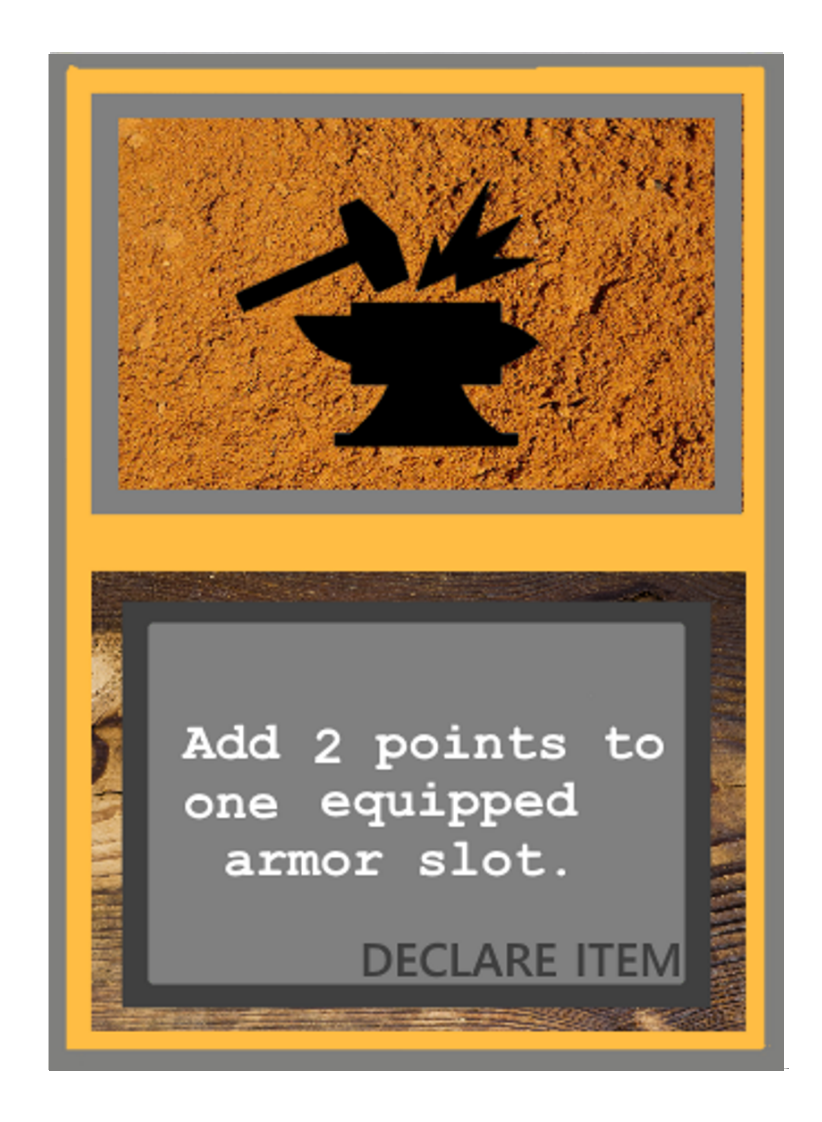 Add 2 points to
one equipped
armor slot.
DECLARE ITEM